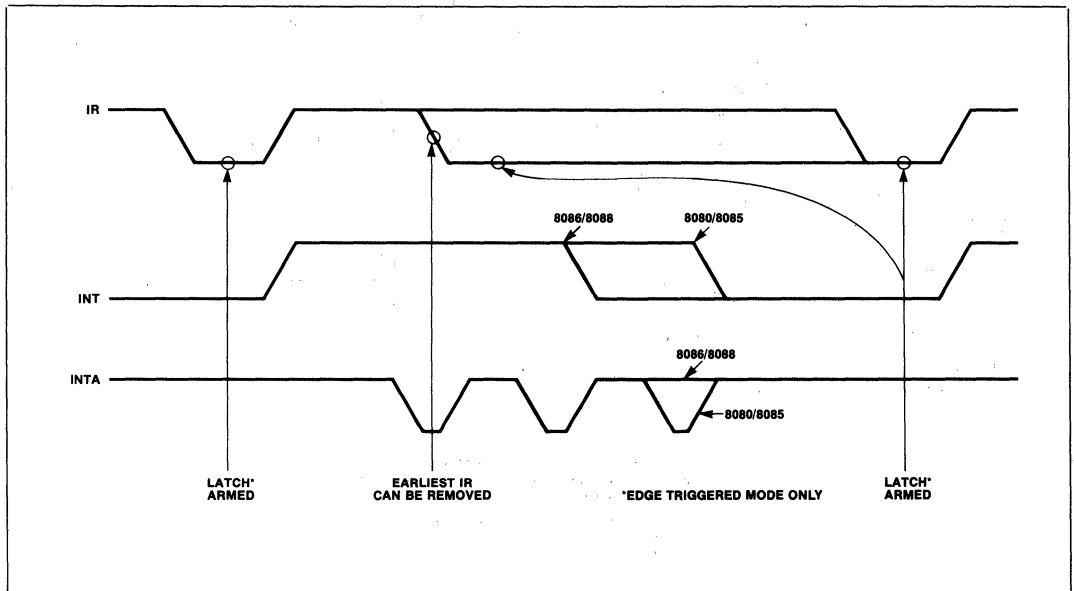 IR
8086/8088
8080/8085
INT
8086/8088
INTA
8080/8085
LATCH*
ARMED
EARLIEST IR
CAN BE REMOVED
*EDGE TRIGGERED MODE ONLY
LATCH*
ARMED